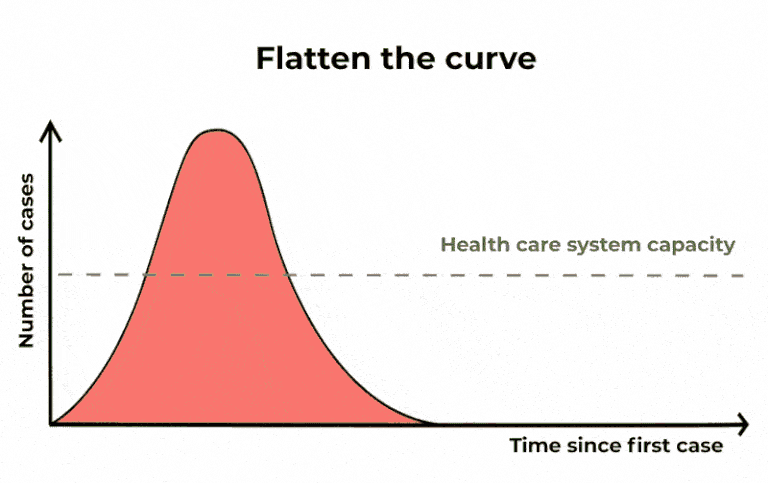 Flatten the curve
Number of cases
Health care system capacity
Time since first case